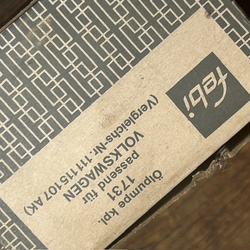 febi
Ölpumpe kpl.
1731
passend für
VOLKSWAGEN
(Vergleichs-Nr. 111 115 107 AK)